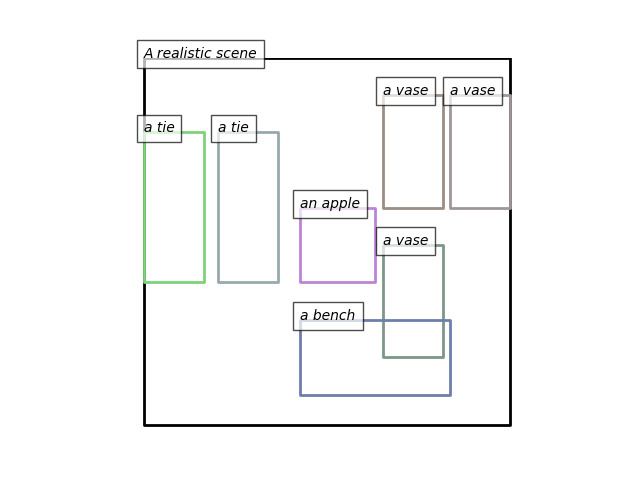 A realistic scene
a vase
a vase
a tie
a tie
an apple
a vase
a bench